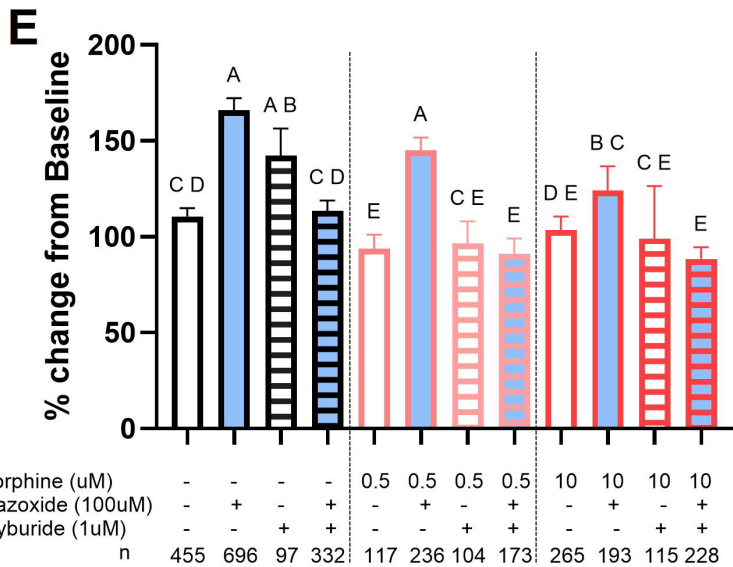 E
% change from Baseline
200
150
100
50
0
C D
A
A B
C D
E
A
C E
E
D E
B C
C E
E
orphine (uM) - - - - 0.5 0.5 0.5 0.5 10 10 10 10
azoxide (100uM) - + - + - + - + - + - +
yburide (1uM) - - + + - - + + - - + +
n 455 696 97 332 117 236 104 173 265 193 115 228